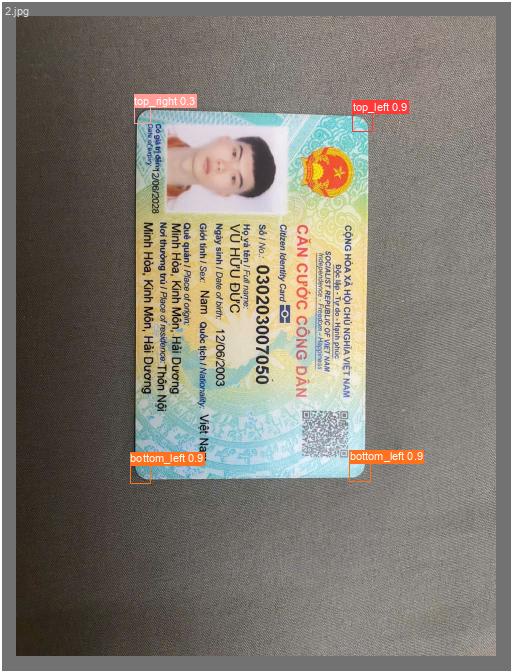 2.jpg
top_right 0.3
top_left 0.9
bottom_left 0.9
bottom_left 0.9
CỘNG HÒA XÃ HỘI CHỦ NGHĨA VIỆT NAM
Độc lập - Tự do - Hạnh phúc
SOCIALIST REPUBLIC OF VIET NAM
Independence - Freedom - Happiness
CĂN CƯỚC CÔNG DÂN
Citizen Identity Card
Số / No.: 030203007050
Họ và tên / Full name:
VŨ HỮU ĐỨC
Ngày sinh / Date of birth: 12/06/2003
Giới tính / Sex: Nam Quốc tịch / Nationality: Việt Na
Quê quán / Place of origin:
Minh Hòa, Kinh Môn, Hải Dương
Nơi thường trú / Place of residence: Thôn Nội
Minh Hòa, Kinh Môn, Hải Dương
Có giá trị đến: 12/06/2028
Date of expiry